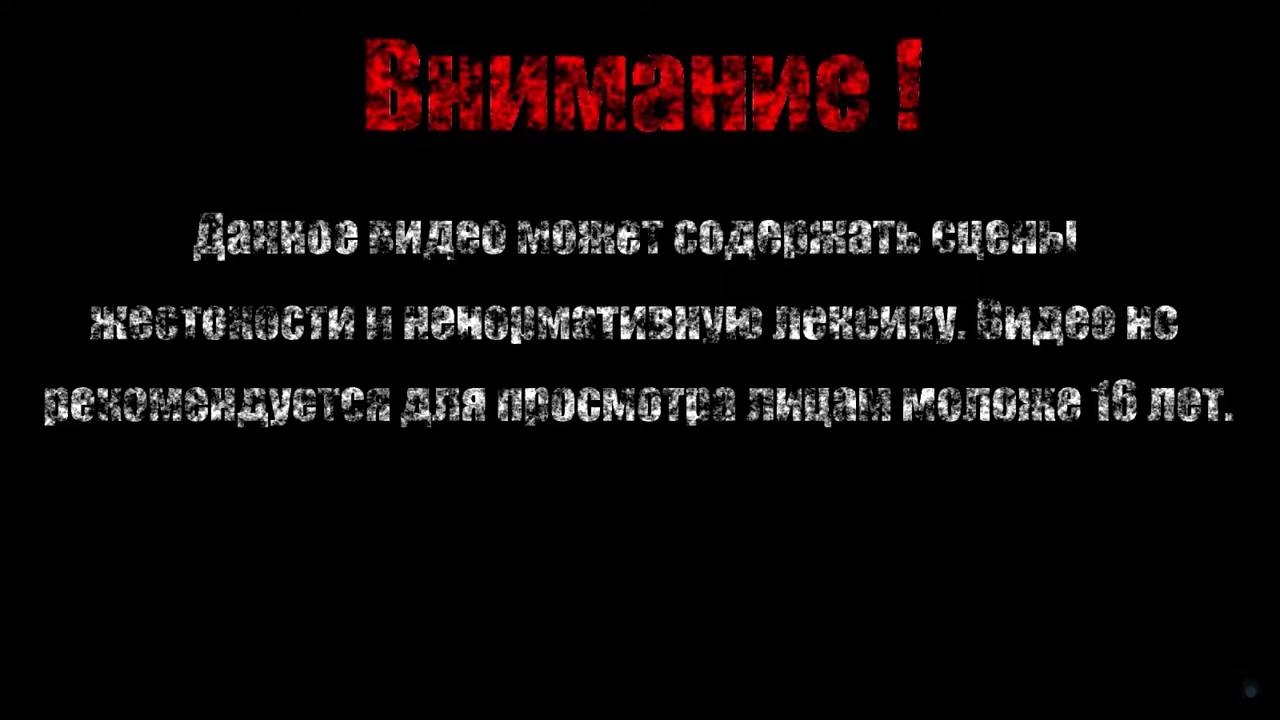 Внимание !
Данное видео может содержать сцены
жестокости и ненормативную лексику. Видео не
рекомендуется для просмотра лицам моложе 16 лет.